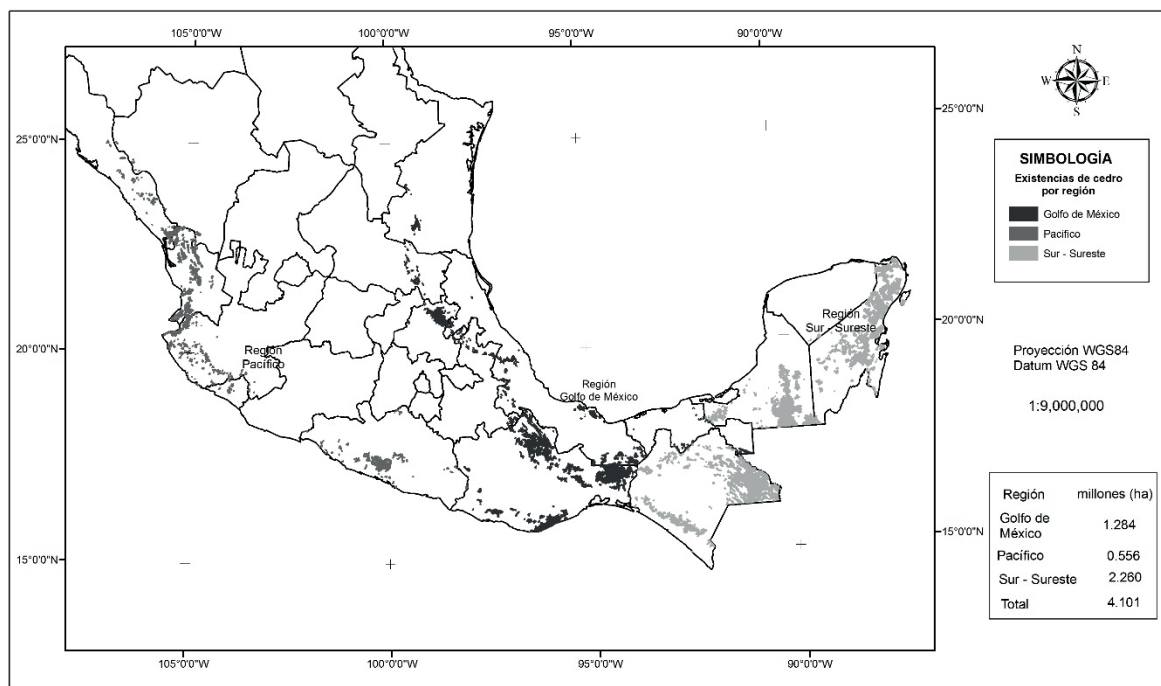 105°0'0"W 100°0'0"W 95°0'0"W 90°0'0"W
N
W E
S
25°0'0"N 25°0'0"N
SIMBOLOGÍA
Existencias de cedro
por región
Golfo de México
Pacifico
Sur - Sureste
Región
Sur - Sureste
20°0'0"N 20°0'0"N
Región
Pacífico
Región
Golfo de México
Proyección WGS84
Datum WGS 84
1:9,000,000
Región millones (ha)
Golfo de
México 1.284
Pacífico 0.556
Sur - Sureste 2.260
Total 4.101
15°0'0"N 15°0'0"N
105°0'0"W 100°0'0"W 95°0'0"W 90°0'0"W